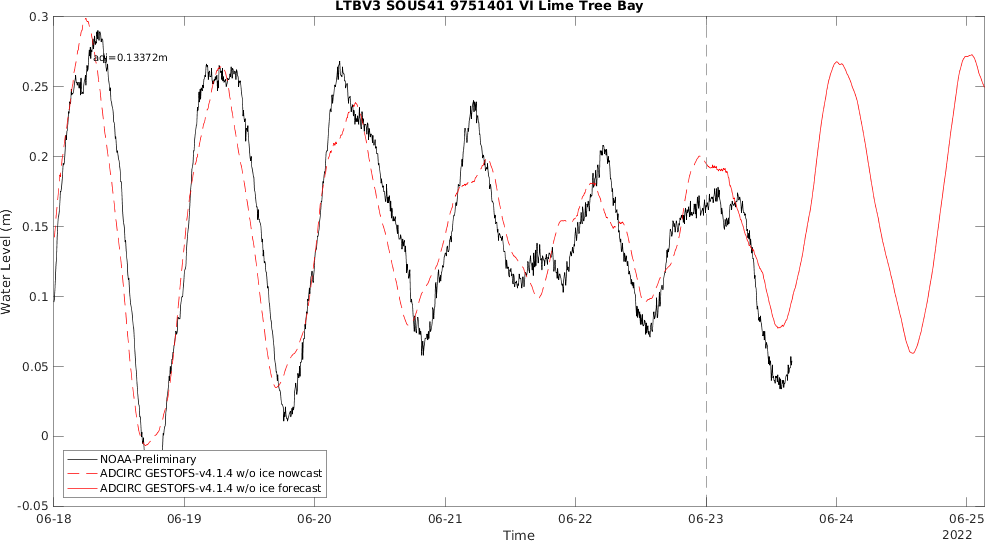 LTBV3 SOUS41 9751401 VI Lime Tree Bay
adj=0.13372m
Water Level (m)
0.3
0.25
0.2
0.15
0.1
0.05
0
-0.05
NOAA-Preliminary
ADCIRC GESTOFS-v4.1.4 w/o ice nowcast
ADCIRC GESTOFS-v4.1.4 w/o ice forecast
06-18 06-19 06-20 06-21 06-22 06-23 06-24 06-25
2022
Time